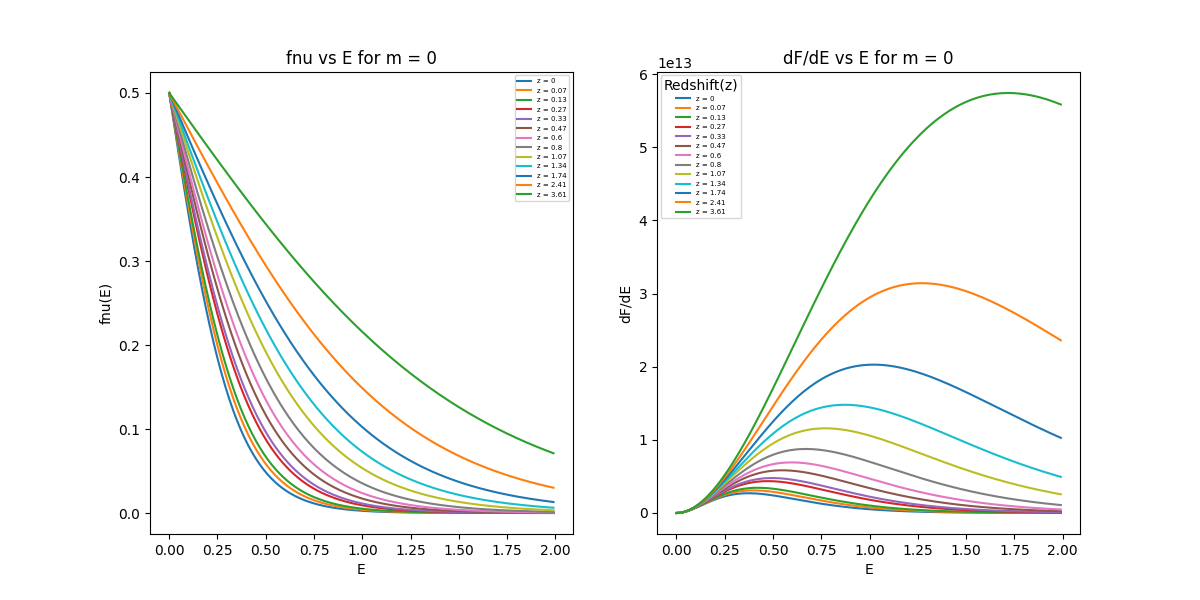 fnu vs E for m = 0
fnu(E)
0.5
0.4
0.3
0.2
0.1
0.0
z = 0
z = 0.07
z = 0.13
z = 0.27
z = 0.33
z = 0.47
z = 0.6
z = 0.8
z = 1.07
z = 1.34
z = 1.74
z = 2.41
z = 3.61
0.00 0.25 0.50 0.75 1.00 1.25 1.50 1.75 2.00
E
dF/dE vs E for m = 0
1e13
dF/dE
6
5
4
3
2
1
0
Redshift(z)
z = 0
z = 0.07
z = 0.13
z = 0.27
z = 0.33
z = 0.47
z = 0.6
z = 0.8
z = 1.07
z = 1.34
z = 1.74
z = 2.41
z = 3.61
0.00 0.25 0.50 0.75 1.00 1.25 1.50 1.75 2.00
E